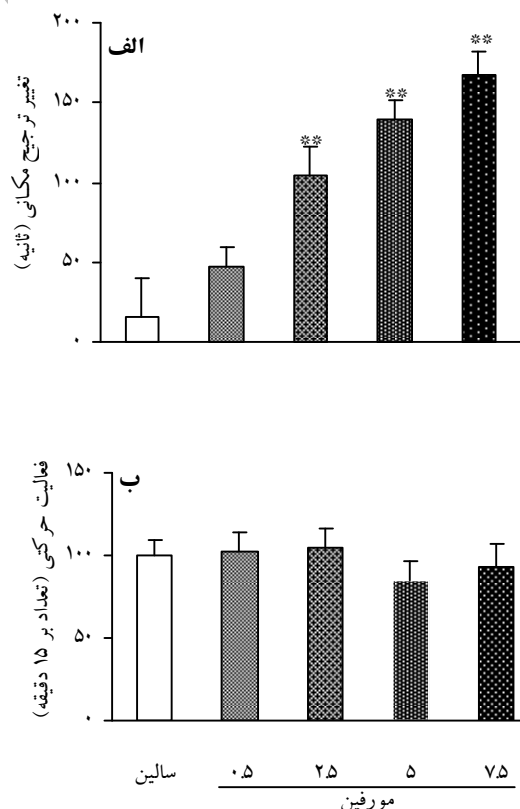 الف
تغییر ترجیح مکانی (ثانیه)
۲۰۰
۱۵۰
۱۰۰
۵۰
۰
**
**
**
ب
فعالیت حرکتی (تعداد بر ۱۵ دقیقه)
۱۵۰
۱۰۰
۵۰
۰
سالین ۰.۵ ۲.۵ ۵ ۷.۵
مورفین